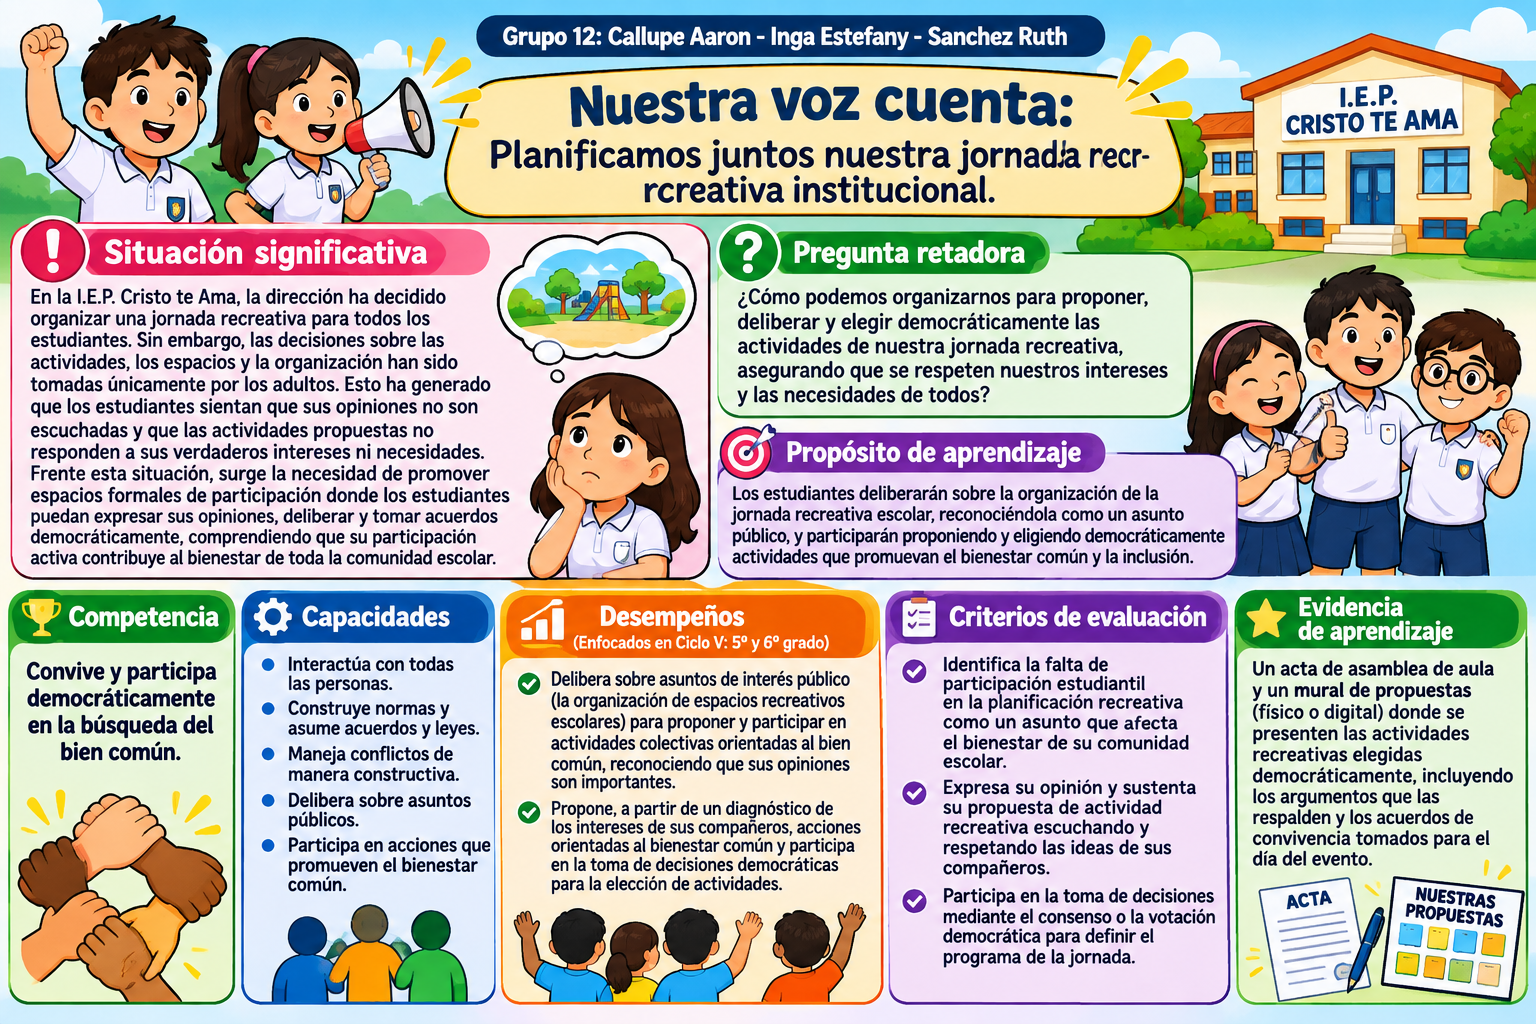 Grupo 12: Callupe Aaron - Inga Estefany - Sanchez Ruth
Nuestra voz cuenta:
Planificamos juntos nuestra jornada recr-
rcreativa institucional.
I.E.P.
CRISTO TE AMA
Situación significativa
En la I.E.P. Cristo te Ama, la dirección ha decidido
organizar una jornada recreativa para todos los
estudiantes. Sin embargo, las decisiones sobre las
actividades, los espacios y la organización han sido
tomadas únicamente por los adultos. Esto ha generado
que los estudiantes sientan que sus opiniones no son
escuchadas y que las actividades propuestas no
responden a sus verdaderos intereses ni necesidades.
Frente esta situación, surge la necesidad de promover
espacios formales de participación donde los estudiantes
puedan expresar sus opiniones, deliberar y tomar acuerdos
democráticamente, comprendiendo que su participación
activa contribuye al bienestar de toda la comunidad escolar.
Pregunta retadora
¿Cómo podemos organizarnos para proponer,
deliberar y elegir democráticamente las
actividades de nuestra jornada recreativa,
asegurando que se respeten nuestros intereses
y las necesidades de todos?
Propósito de aprendizaje
Los estudiantes deliberarán sobre la organización de la
jornada recreativa escolar, reconociéndola como un asunto
público, y participarán proponiendo y eligiendo democráticamente
actividades que promuevan el bienestar común y la inclusión.
Competencia
Convive y participa
democráticamente
en la búsqueda del
bien común.
Capacidades
Interactúa con todas
las personas.
Construye normas y
asume acuerdos y leyes.
Maneja conflictos de
manera constructiva.
Delibera sobre asuntos
públicos.
Participa en acciones que
promueven el bienestar
común.
Desempeños
(Enfocados en Ciclo V: 5º y 6º grado)
Delibera sobre asuntos de interés público
(la organización de espacios recreativos
escolares) para proponer y participar en
actividades colectivas orientadas al bien
común, reconociendo que sus opiniones
son importantes.
Propone, a partir de un diagnóstico de
los intereses de sus compañeros, acciones
orientadas al bienestar común y participa
en la toma de decisiones democráticas
para la elección de actividades.
Criterios de evaluación
Identifica la falta de
participación estudiantil
en la planificación recreativa
como un asunto que afecta
el bienestar de su comunidad
escolar.
Expresa su opinión y sustenta
su propuesta de actividad
recreativa escuchando y
respetando las ideas de sus
compañeros.
Participa en la toma de decisiones
mediante el consenso o la votación
democrática para definir el
programa de la jornada.
Evidencia
de aprendizaje
Un acta de asamblea de aula
y un mural de propuestas
(físico o digital) donde se
presenten las actividades
recreativas elegidas
democráticamente, incluyendo
los argumentos que las
respalden y los acuerdos de
convivencia tomados para el
día del evento.
ACTA
NUESTRAS
PROPUESTAS